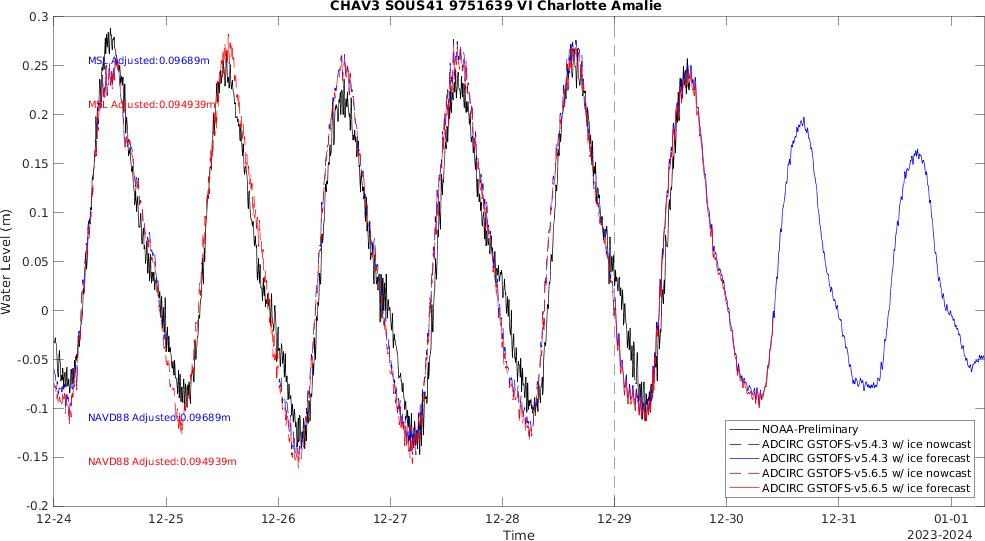 CHAV3 SOUS41 9751639 VI Charlotte Amalie
0.3
0.25
0.2
0.15
0.1
0.05
0
-0.05
-0.1
-0.15
-0.2
Water Level (m)
MSL Adjusted:0.09689m
MSL Adjusted:0.094939m
NAVD88 Adjusted:0.09689m
NAVD88 Adjusted:0.094939m
NOAA-Preliminary
ADCIRC GSTOFS-v5.4.3 w/ ice nowcast
ADCIRC GSTOFS-v5.4.3 w/ ice forecast
ADCIRC GSTOFS-v5.6.5 w/ ice nowcast
ADCIRC GSTOFS-v5.6.5 w/ ice forecast
12-24 12-25 12-26 12-27 12-28 12-29 12-30 12-31 01-01
Time
2023-2024